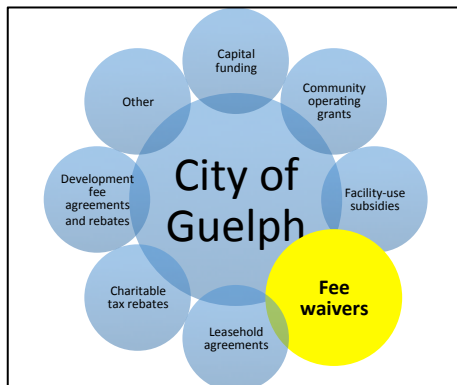 Capital
funding
Community
operating
grants
Facility-use
subsidies
Fee
waivers
Leasehold
agreements
Charitable
tax rebates
Development
fee
agreements
and rebates
Other
City of
Guelph